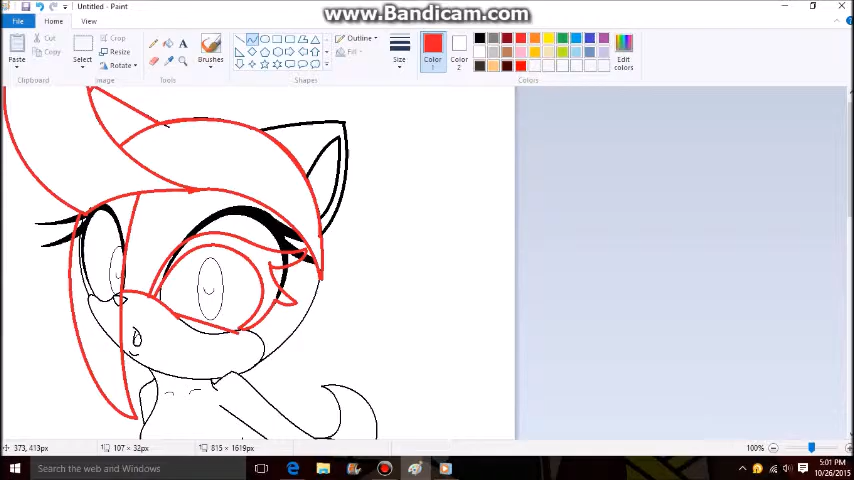 www.Bandicam.com
Untitled - Paint
File Home View
Cut
Copy
Paste
Clipboard
Select
Crop
Resize
Rotate
Image
Tools
Brushes
Outline
Fill
Shapes
Size
Color 1
Color 2
Edit colors
Colors
373, 413px
107 × 32px
815 × 1619px
100%
Search the web and Windows
5:01 PM
10/26/2015